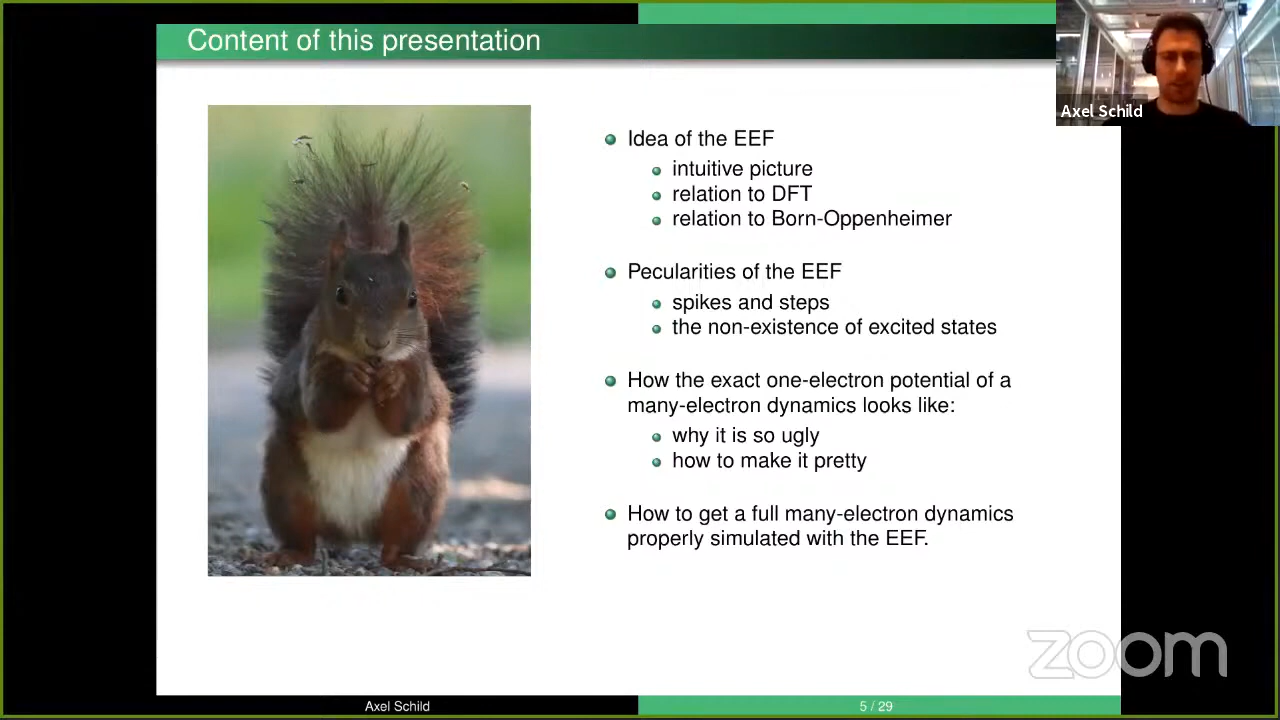 Content of this presentation
Axel Schild
Idea of the EEF
intuitive picture
relation to DFT
relation to Born-Oppenheimer
Pecularities of the EEF
spikes and steps
the non-existence of excited states
How the exact one-electron potential of a
many-electron dynamics looks like:
why it is so ugly
how to make it pretty
How to get a full many-electron dynamics
properly simulated with the EEF.
zoom
Axel Schild
5 / 29